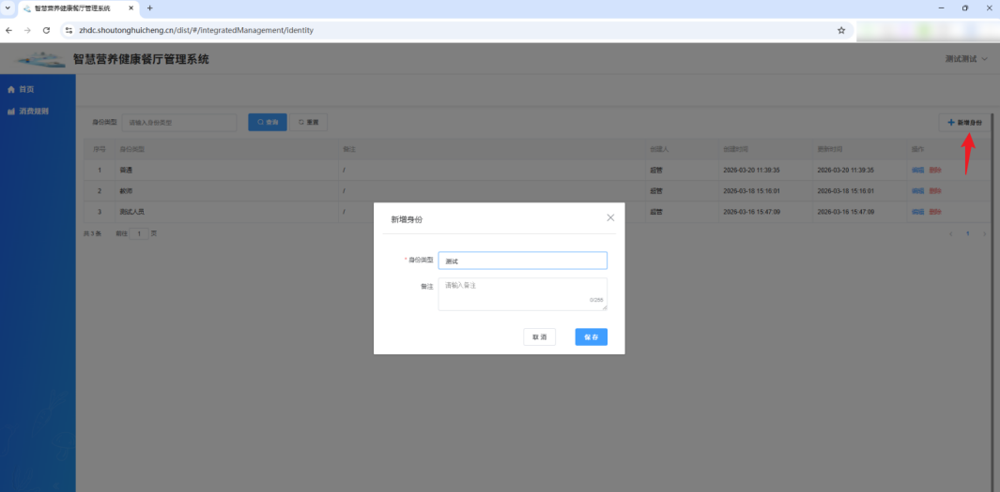 智慧营养健康餐厅管理系统
zhdc.shoutonghuicheng.cn/dist/#/integratedManagement/identity
智慧营养健康餐厅管理系统
测试测试
首页
消费规则
身份类型 请输入身份类型 查询 重置 新增身份
序号 身份类型 备注 创建人 创建时间 更新时间 操作
1 普通 / 超管 2026-03-20 11:39:35 2026-03-20 11:39:35 编辑 删除
2 教师 / 超管 2026-03-18 15:16:01 2026-03-18 15:16:01 编辑 删除
3 测试人员 / 超管 2026-03-16 15:47:09 2026-03-16 15:47:09 编辑 删除
共 3 条 前往 1 页 1
新增身份
* 身份类型 测试
备注 请输入备注
0/255
取消 保存